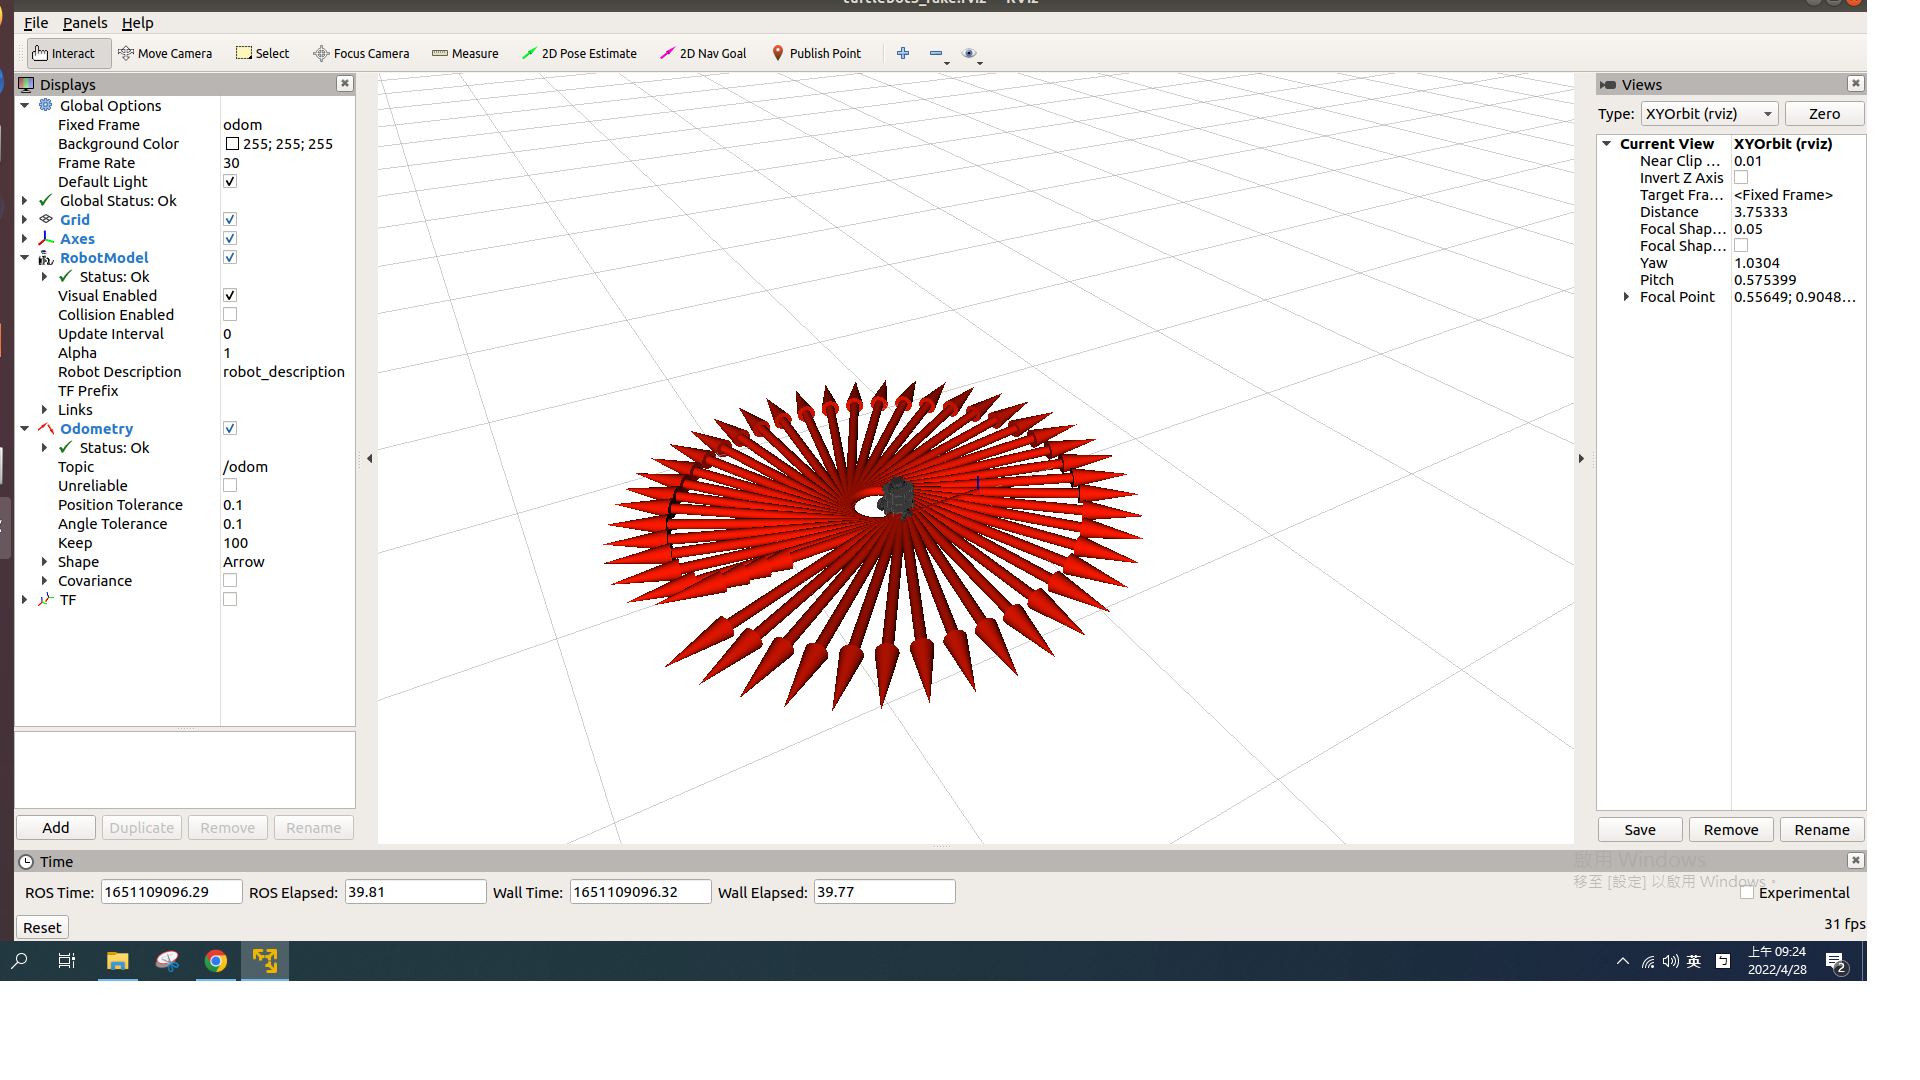 turtlebot3_fake.rviz - RViz
File Panels Help
Interact Move Camera Select Focus Camera Measure 2D Pose Estimate 2D Nav Goal Publish Point
Displays
Global Options
Fixed Frame odom
Background Color 255; 255; 255
Frame Rate 30
Default Light
Global Status: Ok
Grid
Axes
RobotModel
Status: Ok
Visual Enabled
Collision Enabled
Update Interval 0
Alpha 1
Robot Description robot_description
TF Prefix
Links
Odometry
Status: Ok
Topic /odom
Unreliable
Position Tolerance 0.1
Angle Tolerance 0.1
Keep 100
Shape Arrow
Covariance
TF
Add Duplicate Remove Rename
Views
Type: XYOrbit (rviz) Zero
Current View XYOrbit (rviz)
Near Clip ... 0.01
Invert Z Axis
Target Fra... <Fixed Frame>
Distance 3.75333
Focal Shap... 0.05
Focal Shap...
Yaw 1.0304
Pitch 0.575399
Focal Point 0.55649; 0.9048...
Save Remove Rename
Time
啟用 Windows
移至 [設定] 以啟用 Windows。
ROS Time: 1651109096.29 ROS Elapsed: 39.81 Wall Time: 1651109096.32 Wall Elapsed: 39.77 Experimental
Reset 31 fps
英 ㄅ 上午 09:24
2022/4/28 2